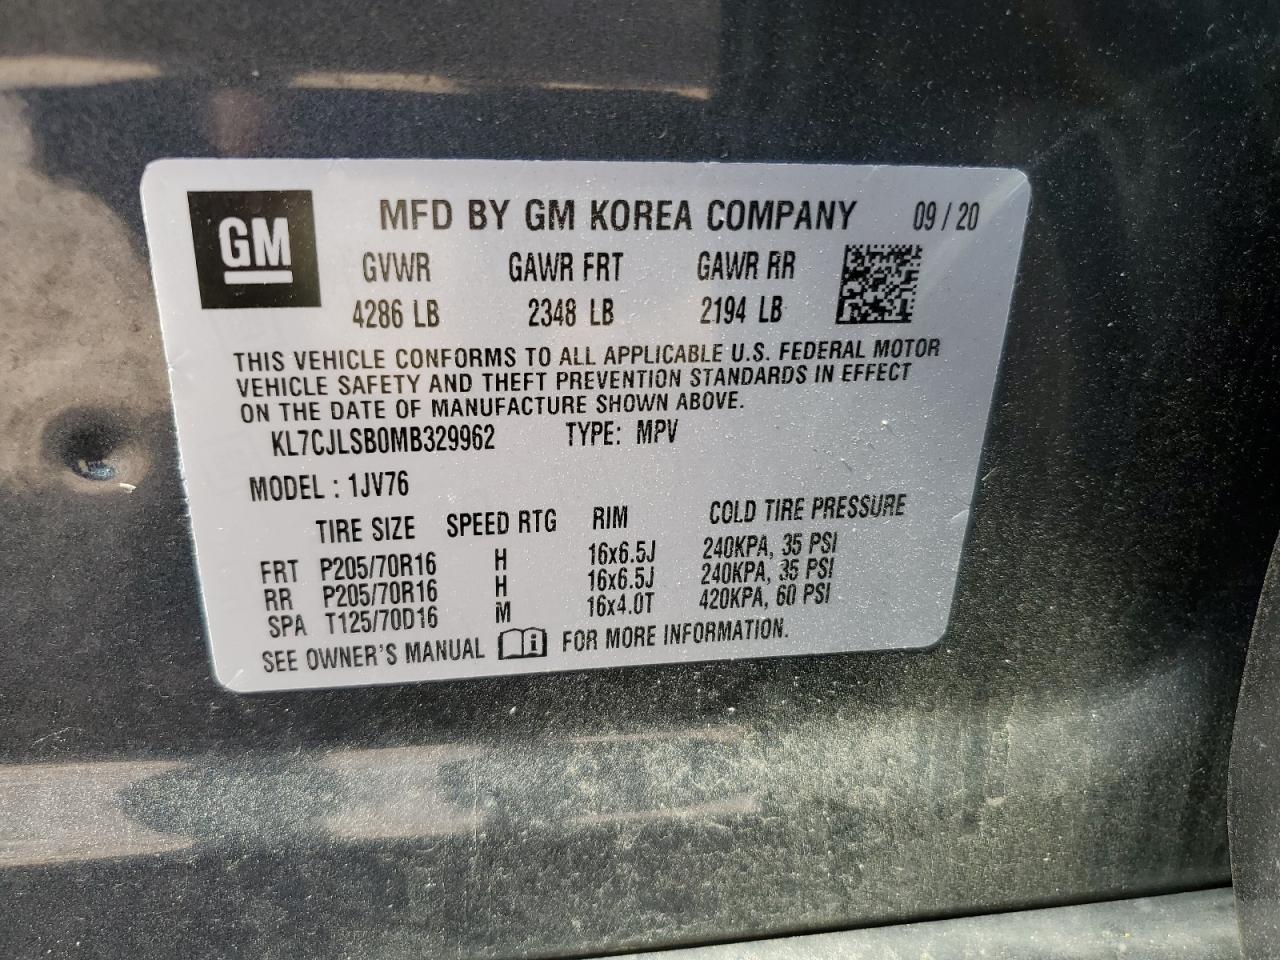 GM
MFD BY GM KOREA COMPANY 09 / 20
GVWR GAWR FRT GAWR RR
4286 LB 2348 LB 2194 LB
THIS VEHICLE CONFORMS TO ALL APPLICABLE U.S. FEDERAL MOTOR
VEHICLE SAFETY AND THEFT PREVENTION STANDARDS IN EFFECT
ON THE DATE OF MANUFACTURE SHOWN ABOVE.
KL7CJLSB0MB329962 TYPE: MPV
MODEL : 1JV76
TIRE SIZE SPEED RTG RIM COLD TIRE PRESSURE
FRT P205/70R16 H 16x6.5J 240KPA, 35 PSI
RR P205/70R16 H 16x6.5J 240KPA, 35 PSI
SPA T125/70D16 M 16x4.0T 420KPA, 60 PSI
SEE OWNER'S MANUAL i FOR MORE INFORMATION.